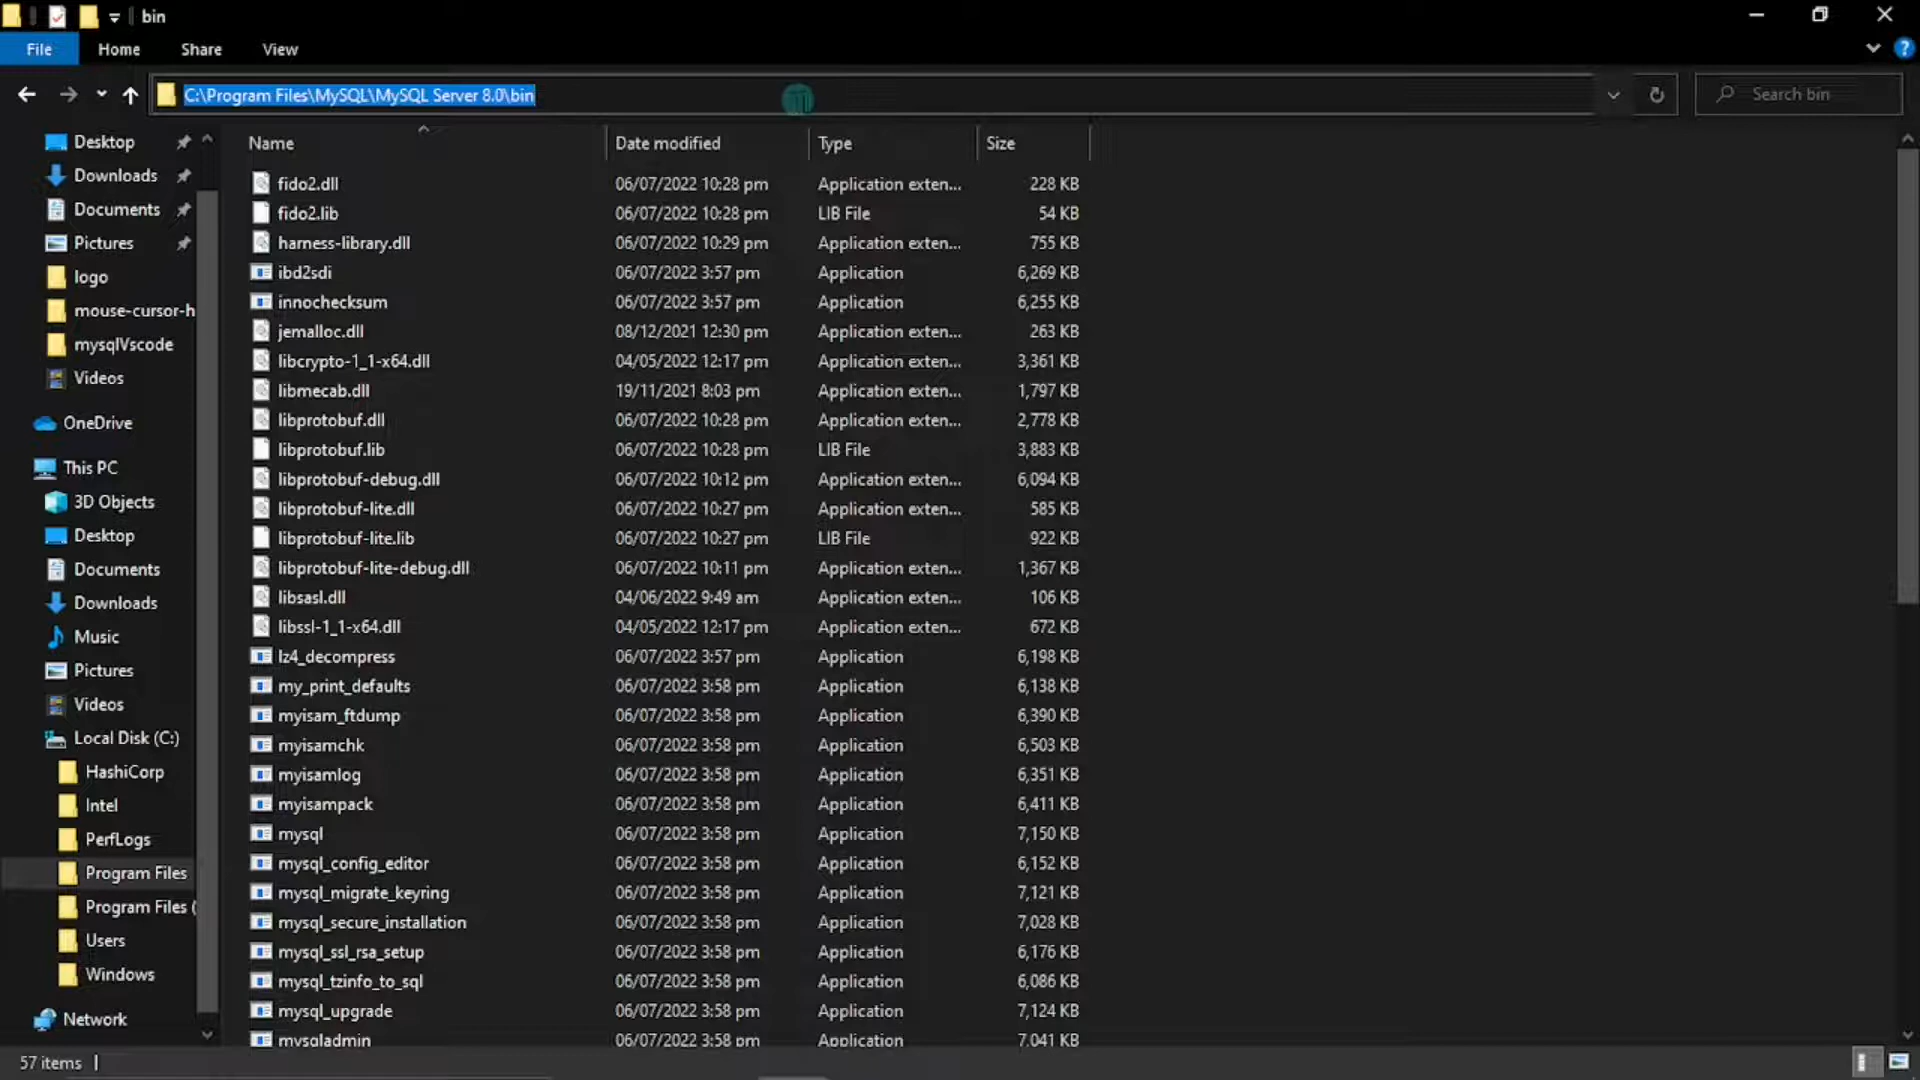 bin
File Home Share View
C:\Program Files\MySQL\MySQL Server 8.0\bin
Search bin
Desktop
Downloads
Documents
Pictures
logo
mouse-cursor-h
mysqlVscode
Videos
OneDrive
This PC
3D Objects
Desktop
Documents
Downloads
Music
Pictures
Videos
Local Disk (C:)
HashiCorp
Intel
PerfLogs
Program Files
Program Files (
Users
Windows
Network
Name Date modified Type Size
fido2.dll 06/07/2022 10:28 pm Application exten... 228 KB
fido2.lib 06/07/2022 10:28 pm LIB File 54 KB
harness-library.dll 06/07/2022 10:29 pm Application exten... 755 KB
ibd2sdi 06/07/2022 3:57 pm Application 6,269 KB
innochecksum 06/07/2022 3:57 pm Application 6,255 KB
jemalloc.dll 08/12/2021 12:30 pm Application exten... 263 KB
libcrypto-1_1-x64.dll 04/05/2022 12:17 pm Application exten... 3,361 KB
libmecab.dll 19/11/2021 8:03 pm Application exten... 1,797 KB
libprotobuf.dll 06/07/2022 10:28 pm Application exten... 2,778 KB
libprotobuf.lib 06/07/2022 10:28 pm LIB File 3,883 KB
libprotobuf-debug.dll 06/07/2022 10:12 pm Application exten... 6,094 KB
libprotobuf-lite.dll 06/07/2022 10:27 pm Application exten... 585 KB
libprotobuf-lite.lib 06/07/2022 10:27 pm LIB File 922 KB
libprotobuf-lite-debug.dll 06/07/2022 10:11 pm Application exten... 1,367 KB
libsasl.dll 04/06/2022 9:49 am Application exten... 106 KB
libssl-1_1-x64.dll 04/05/2022 12:17 pm Application exten... 672 KB
lz4_decompress 06/07/2022 3:57 pm Application 6,198 KB
my_print_defaults 06/07/2022 3:58 pm Application 6,138 KB
myisam_ftdump 06/07/2022 3:58 pm Application 6,390 KB
myisamchk 06/07/2022 3:58 pm Application 6,503 KB
myisamlog 06/07/2022 3:58 pm Application 6,351 KB
myisampack 06/07/2022 3:58 pm Application 6,411 KB
mysql 06/07/2022 3:58 pm Application 7,150 KB
mysql_config_editor 06/07/2022 3:58 pm Application 6,152 KB
mysql_migrate_keyring 06/07/2022 3:58 pm Application 7,121 KB
mysql_secure_installation 06/07/2022 3:58 pm Application 7,028 KB
mysql_ssl_rsa_setup 06/07/2022 3:58 pm Application 6,176 KB
mysql_tzinfo_to_sql 06/07/2022 3:58 pm Application 6,086 KB
mysql_upgrade 06/07/2022 3:58 pm Application 7,124 KB
mysqladmin 06/07/2022 3:58 pm Application 7,041 KB
57 items